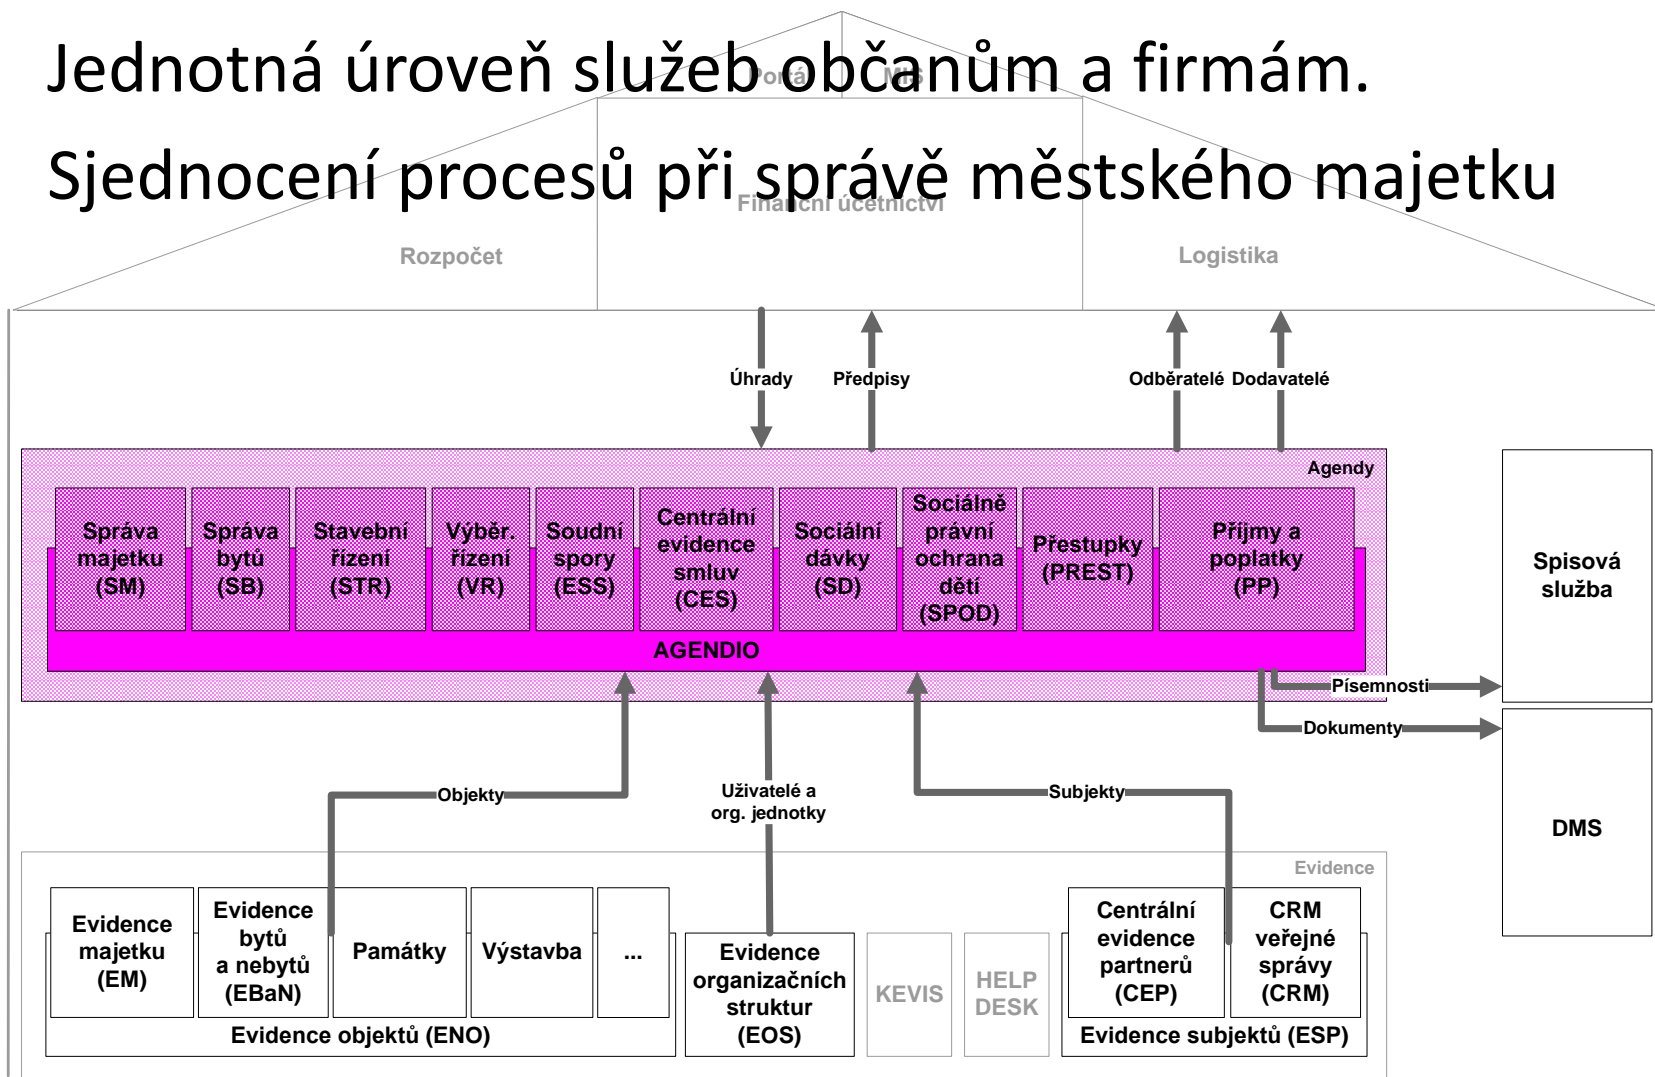 Jednotná úroveň služeb občanům a firmám.
Portál
MIS
Sjednocení procesů při správě městského majetku
Finanční účetnictví
Rozpočet
Logistika
Úhrady
Předpisy
Odběratelé
Dodavatelé
Agendy
Správa
majetku
(SM)
Správa
bytů
(SB)
Stavební
řízení
(STR)
Výběr.
řízení
(VR)
Soudní
spory
(ESS)
Centrální
evidence
smluv
(CES)
Sociální
dávky
(SD)
Sociálně
právní
ochrana
dětí
(SPOD)
Přestupky
(PREST)
Příjmy a
poplatky
(PP)
AGENDIO
Spisová
služba
Písemnosti
Dokumenty
DMS
Objekty
Uživatelé a
org. jednotky
Subjekty
Evidence
Evidence
majetku
(EM)
Evidence
bytů
a nebytů
(EBaN)
Památky
Výstavba
...
Evidence objektů (ENO)
Evidence
organizačních
struktur
(EOS)
KEVIS
HELP
DESK
Centrální
evidence
partnerů
(CEP)
CRM
veřejné
správy
(CRM)
Evidence subjektů (ESP)